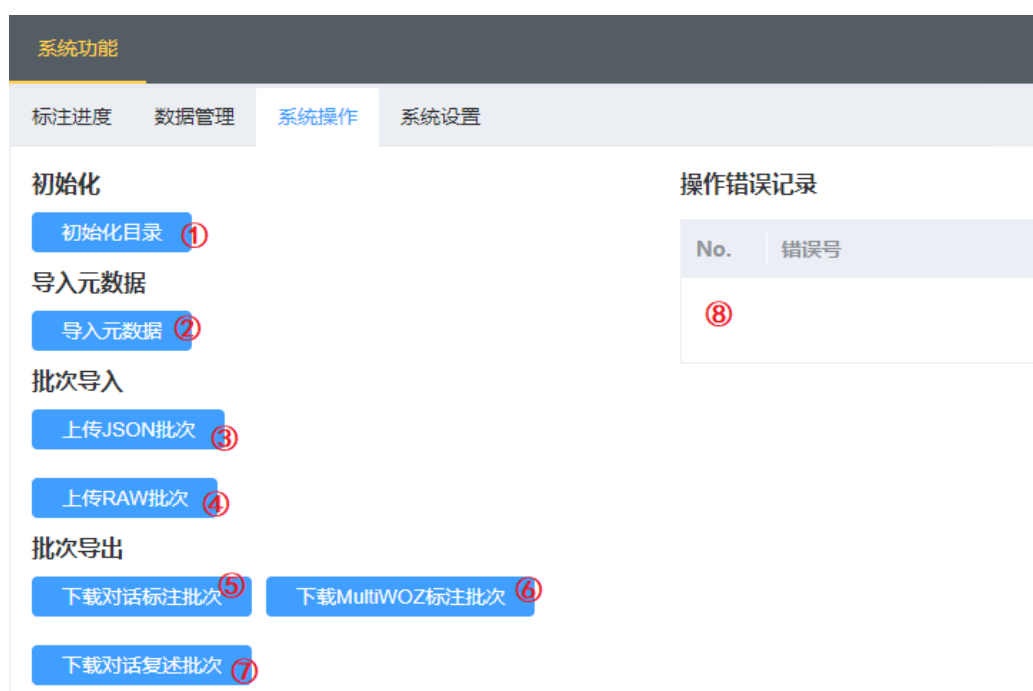 系统功能
标注进度 数据管理 系统操作 系统设置
初始化
初始化目录 ①
导入元数据
导入元数据 ②
批次导入
上传JSON批次 ③
上传RAW批次 ④
批次导出
下载对话标注批次 ⑤ 下载MultiWOZ标注批次 ⑥
下载对话复述批次 ⑦
操作错误记录
No. 错误号
⑧